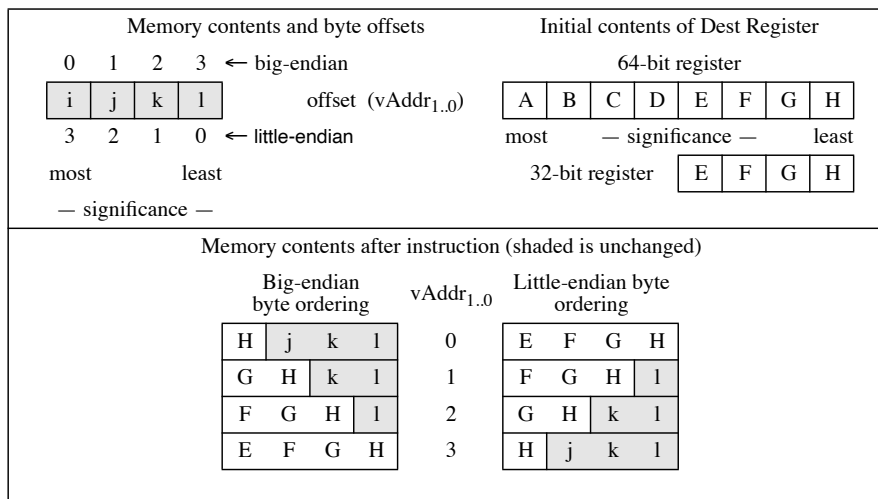 Memory contents and byte offsets
0 1 2 3 ← big-endian
i j k l offset (vAddr1..0)
3 2 1 0 ← little-endian
most least
— significance —
Initial contents of Dest Register
64-bit register
A B C D E F G H
most — significance — least
32-bit register E F G H
Memory contents after instruction (shaded is unchanged)
Big-endian
byte ordering
vAddr1..0
Little-endian byte
ordering
H j k l 0 E F G H
G H k l 1 F G H l
F G H l 2 G H k l
E F G H 3 H j k l